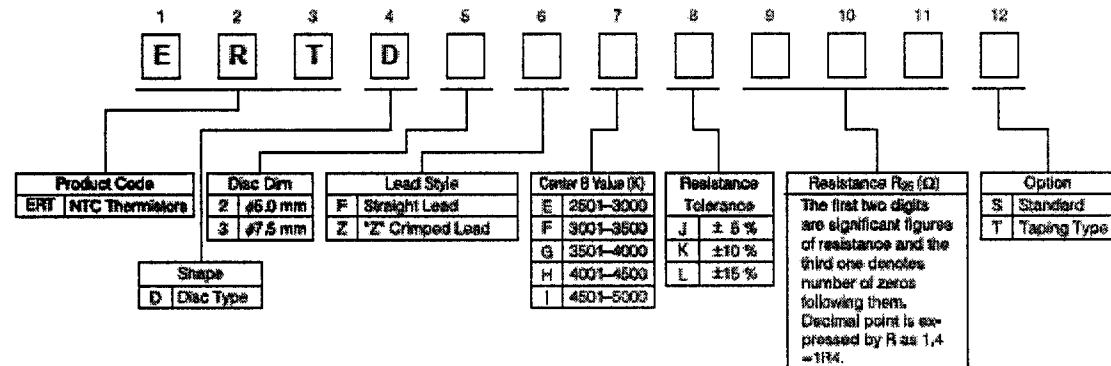 1 2 3 4 5 6 7 8 9 10 11 12
E R T D
Product Code
ERT NTC Thermistors
Shape
D Disc Type
Disc Dim
2 ϕ5.0 mm
3 ϕ7.5 mm
Lead Style
F Straight Lead
Z "Z" Crimped Lead
Center B Value (K)
E 2501–3000
F 3001–3500
G 3501–4000
H 4001–4500
I 4501–5000
Resistance
Tolerance
J ± 5 %
K ±10 %
L ±15 %
Resistance R25 (Ω)
The first two digits
are significant figures
of resistance and the
third one denotes
number of zeros
following them.
Decimal point is ex-
pressed by R as 1,4
=1R4.
Option
S Standard
T Taping Type